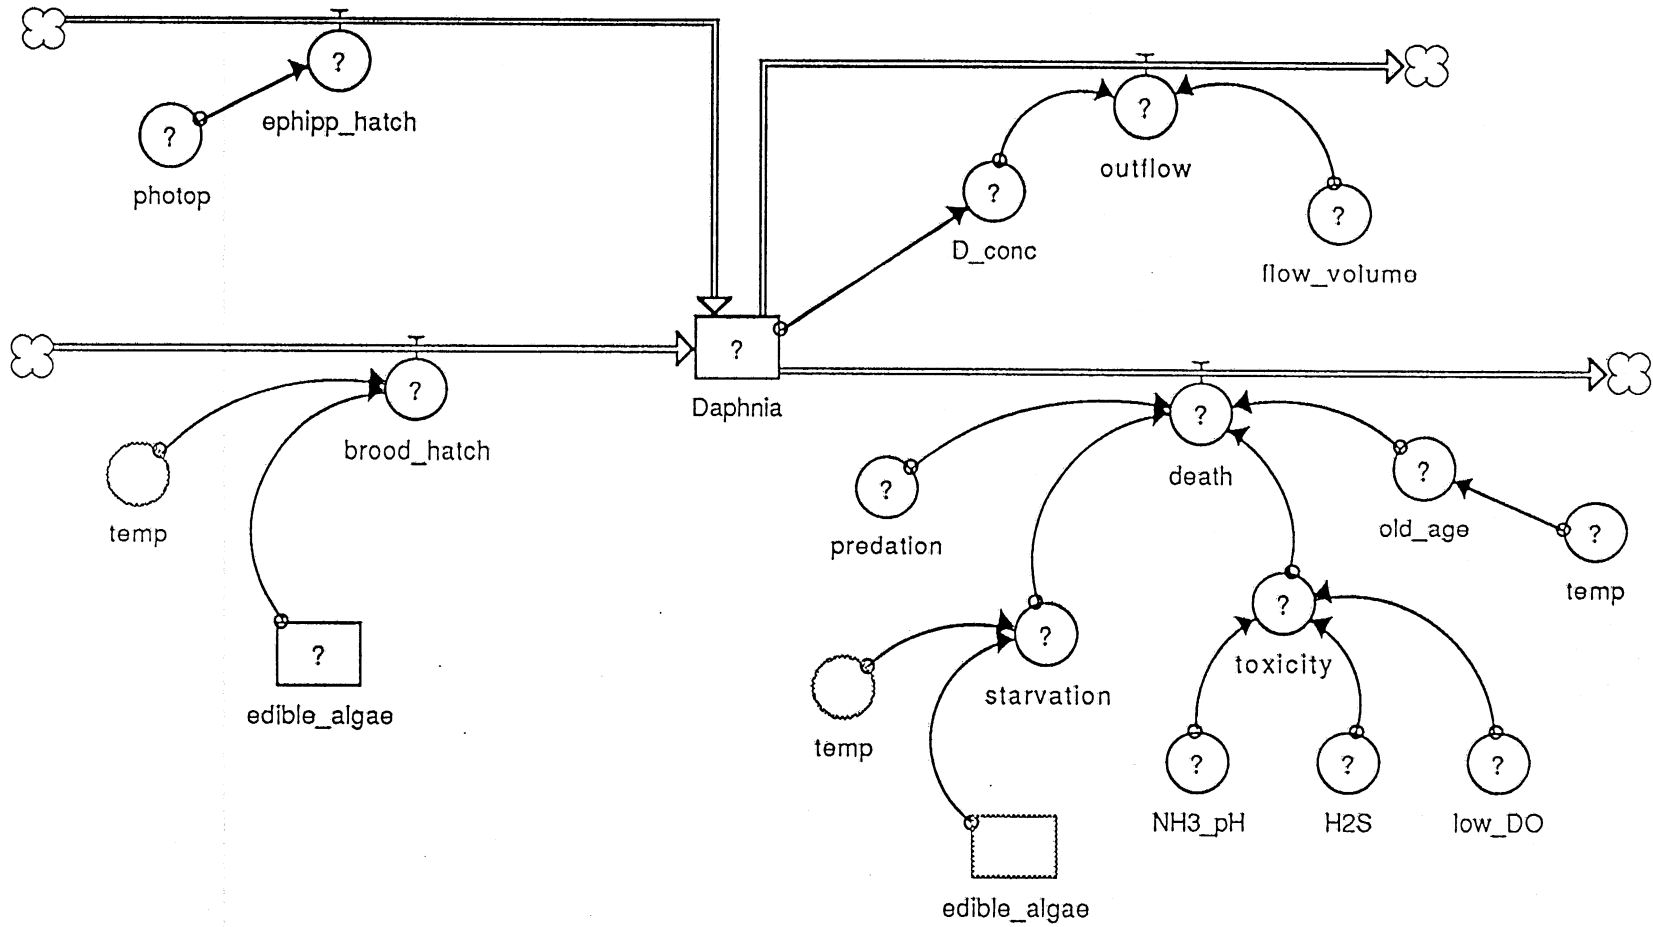 ?
ephipp_hatch
?
photop
?
outflow
?
D_conc
?
flow_volume
?
Daphnia
?
brood_hatch
temp
?
death
?
predation
?
old_age
?
temp
?
edible_algae
?
starvation
temp
?
toxicity
?
NH3_pH
?
H2S
?
low_DO
edible_algae